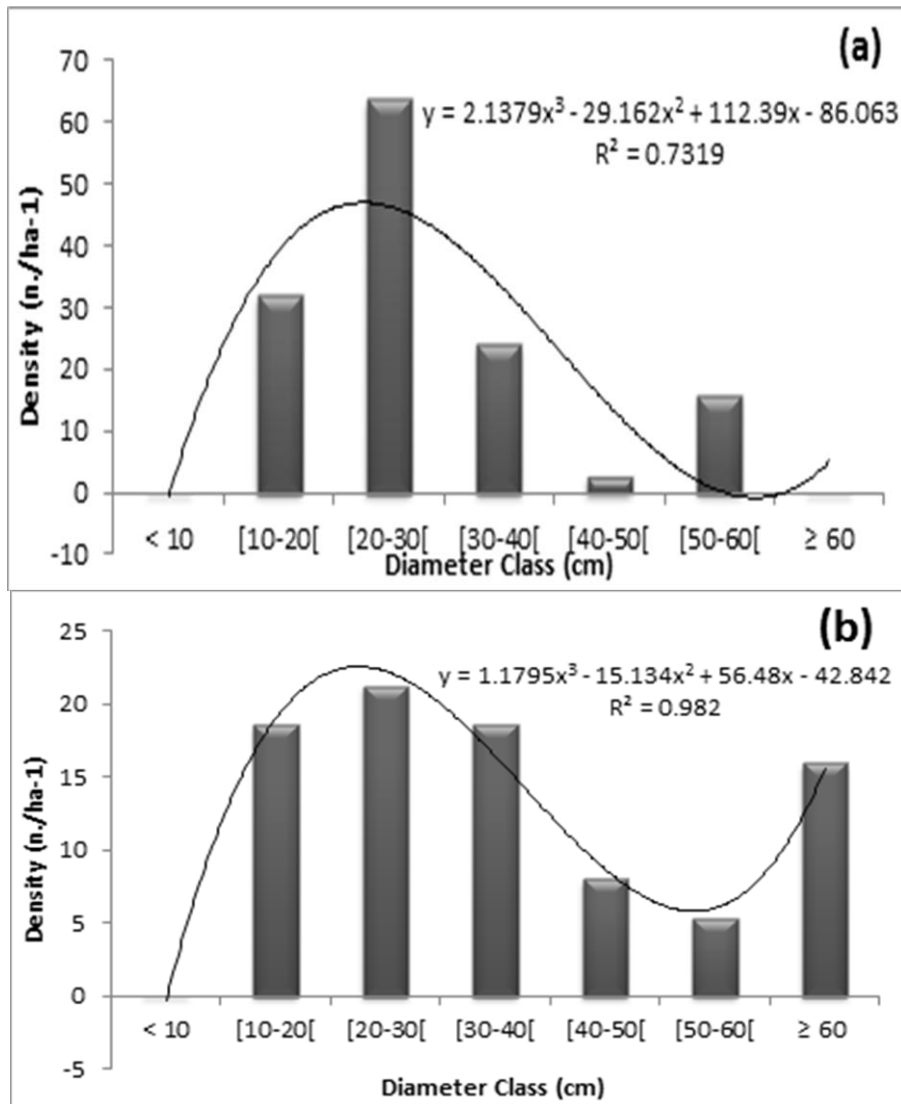 (a)
70
60
50
40
30
20
10
0
-10
Density (n./ha-1)
y = 2.1379x³ - 29.162x² + 112.39x - 86.063
R² = 0.7319
< 10 [10-20[ [20-30[ [30-40[ [40-50[ [50-60[ ≥ 60
Diameter Class (cm)
(b)
25
20
15
10
5
0
-5
Density (n./ha-1)
y = 1.1795x³ - 15.134x² + 56.48x - 42.842
R² = 0.982
< 10 [10-20[ [20-30[ [30-40[ [40-50[ [50-60[ ≥ 60
Diameter Class (cm)